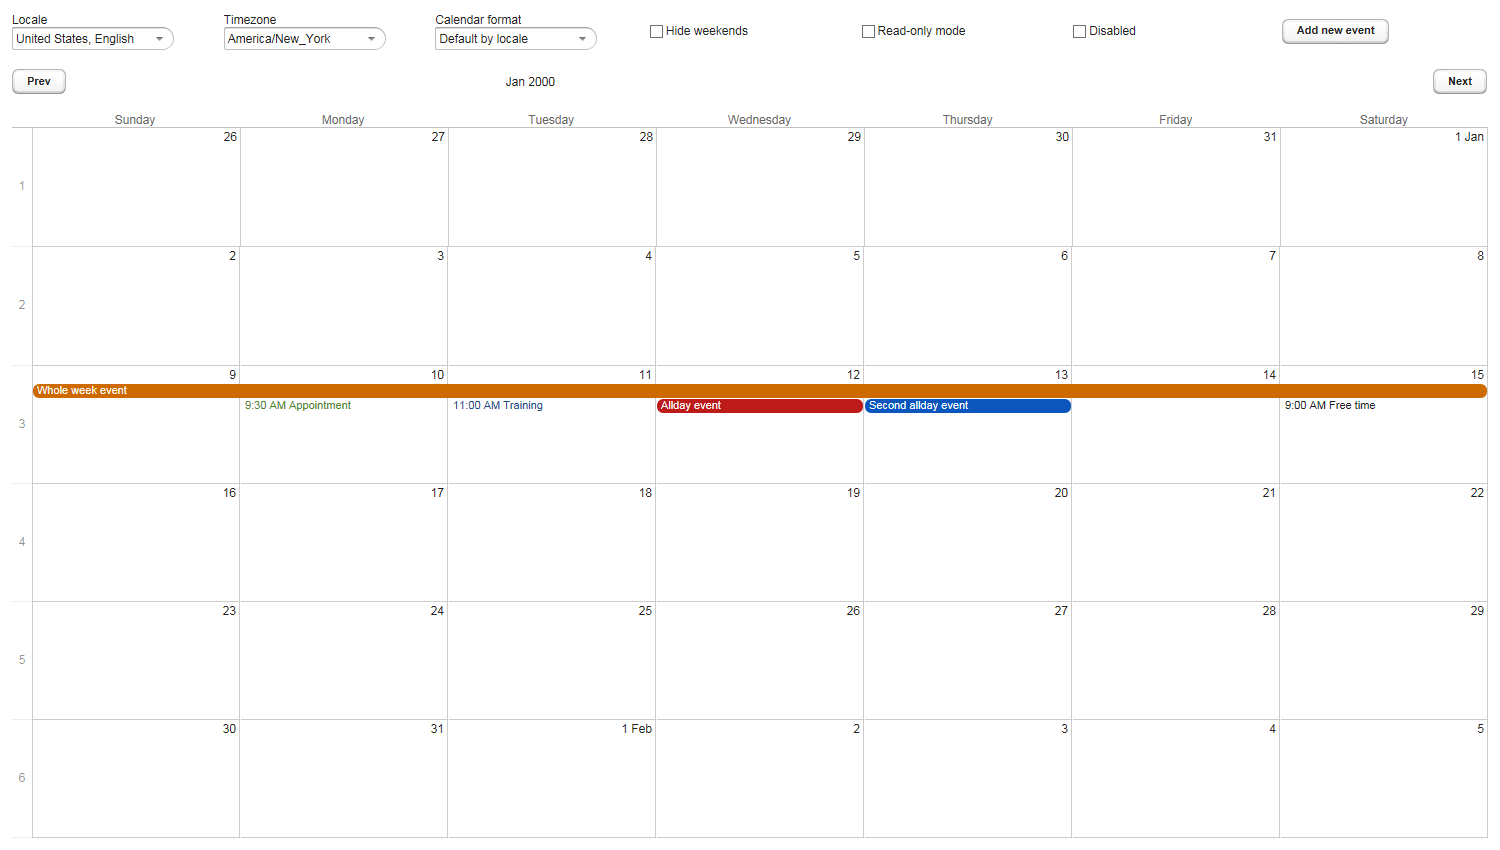 Locale Timezone Calendar format
United States, English America/New_York Default by locale Hide weekends Read-only mode Disabled Add new event
Prev Jan 2000 Next
Sunday Monday Tuesday Wednesday Thursday Friday Saturday
26 27 28 29 30 31 1 Jan
1
2 3 4 5 6 7 8
2
9 10 11 12 13 14 15
Whole week event
9:30 AM Appointment 11:00 AM Training Allday event Second allday event 9:00 AM Free time
3
16 17 18 19 20 21 22
4
23 24 25 26 27 28 29
5
30 31 1 Feb 2 3 4 5
6